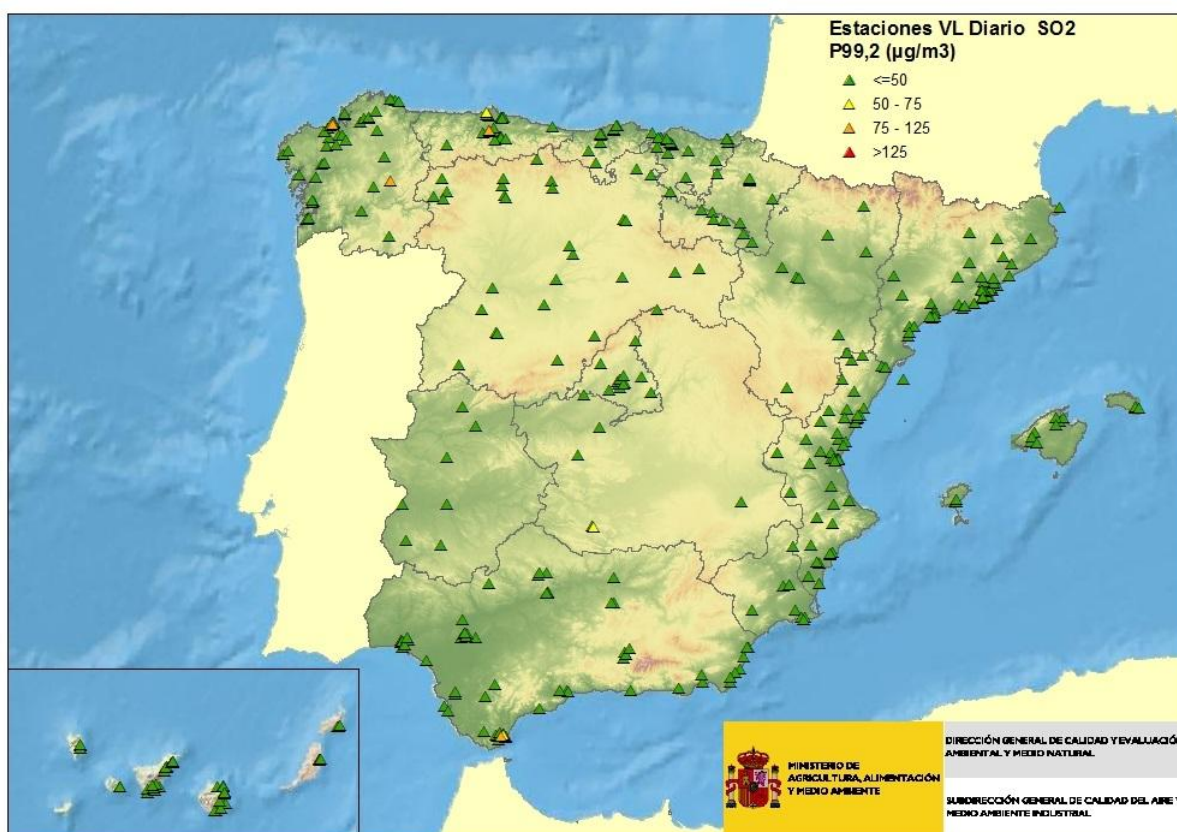 Estaciones VL Diario SO2
P99,2 (µg/m3)
<=50
50 - 75
75 - 125
>125
MINISTERIO DE
AGRICULTURA, ALIMENTACIÓN
Y MEDIO AMBIENTE
DIRECCIÓN GENERAL DE CALIDAD Y EVALUACIÓ
AMBIENTAL Y MEDIO NATURAL
SUBDIRECCIÓN GENERAL DE CALIDAD DEL AIRE Y
MEDIO AMBIENTE INDUSTRIAL